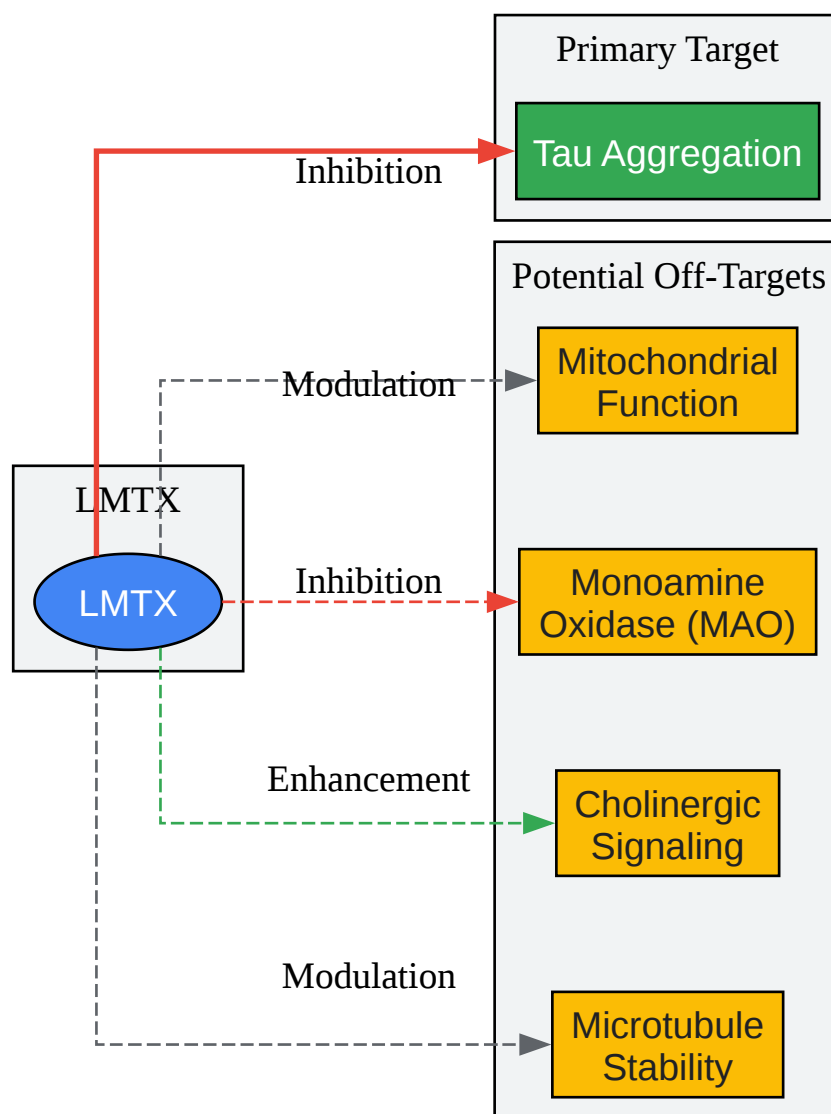 Primary Target
Tau Aggregation
Inhibition
Potential Off-Targets
Mitochondrial
Function
Modulation
LMTX
LMTX
Inhibition
Monoamine
Oxidase (MAO)
Enhancement
Cholinergic
Signaling
Modulation
Microtubule
Stability